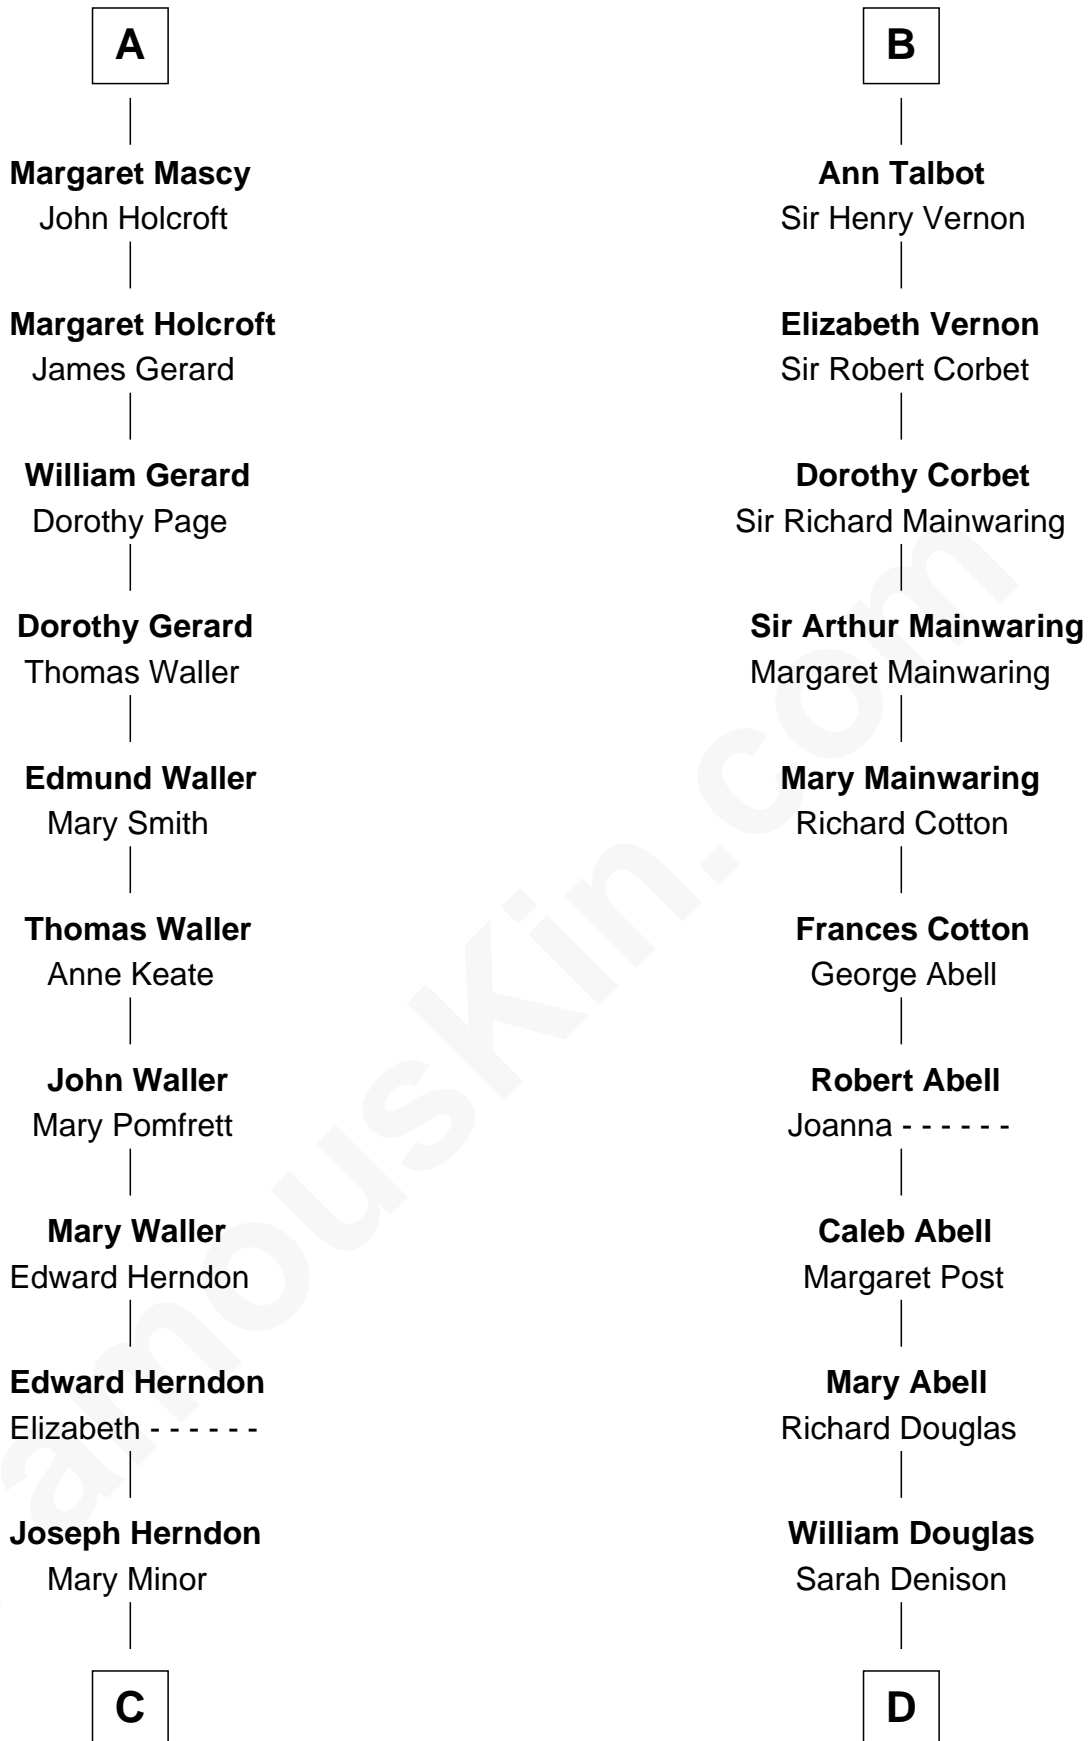 A
Margaret Mascy
John Holcroft
Margaret Holcroft
James Gerard
William Gerard
Dorothy Page
Dorothy Gerard
Thomas Waller
Edmund Waller
Mary Smith
Thomas Waller
Anne Keate
John Waller
Mary Pomfrett
Mary Waller
Edward Herndon
Edward Herndon
Elizabeth - - - - - -
Joseph Herndon
Mary Minor
C
B
Ann Talbot
Sir Henry Vernon
Elizabeth Vernon
Sir Robert Corbet
Dorothy Corbet
Sir Richard Mainwaring
Sir Arthur Mainwaring
Margaret Mainwaring
Mary Mainwaring
Richard Cotton
Frances Cotton
George Abell
Robert Abell
Joanna - - - - - -
Caleb Abell
Margaret Post
Mary Abell
Richard Douglas
William Douglas
Sarah Denison
D
amouskin.com